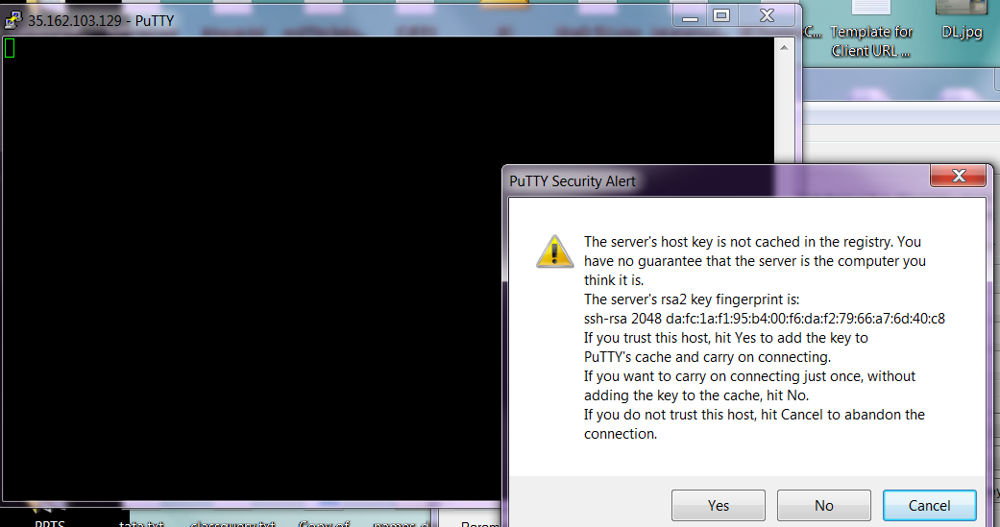 35.162.103.129 - PuTTY
Template for
Client URL ...
DL.jpg
PuTTY Security Alert
The server's host key is not cached in the registry. You
have no guarantee that the server is the computer you
think it is.
The server's rsa2 key fingerprint is:
ssh-rsa 2048 da:fc:1a:f1:95:b4:00:f6:da:f2:79:66:a7:6d:40:c8
If you trust this host, hit Yes to add the key to
PuTTY's cache and carry on connecting.
If you want to carry on connecting just once, without
adding the key to the cache, hit No.
If you do not trust this host, hit Cancel to abandon the
connection.
Yes
No
Cancel